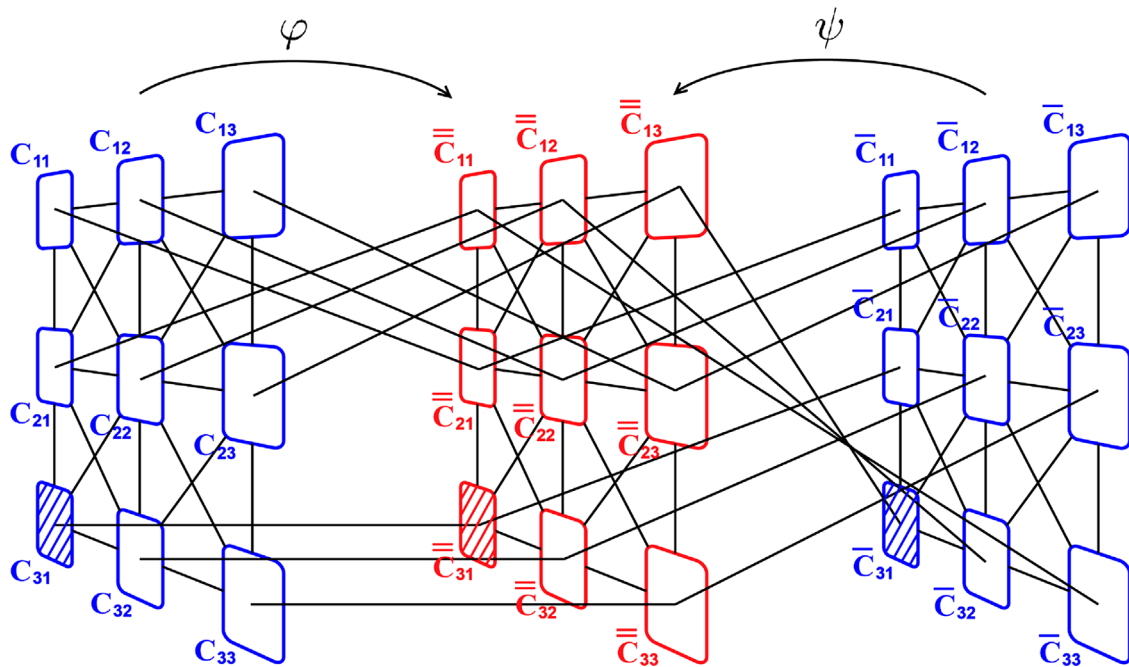 φ ψ
C₁₁ C₁₂ C₁₃ C̿₁₁ C̿₁₂ C̿₁₃ C̅₁₁ C̅₁₂ C̅₁₃
C₂₁ C₂₂ C₂₃ C̿₂₁ C̿₂₂ C̿₂₃ C̅₂₁ C̅₂₂ C̅₂₃
C₃₁ C₃₂ C₃₃ C̿₃₁ C̿₃₂ C̿₃₃ C̅₃₁ C̅₃₂ C̅₃₃